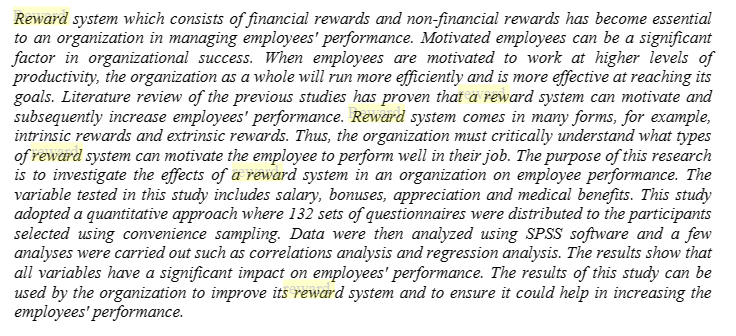 Reward system which consists of financial rewards and non-financial rewards has become essential
to an organization in managing employees' performance. Motivated employees can be a significant
factor in organizational success. When employees are motivated to work at higher levels of
productivity, the organization as a whole will run more efficiently and is more effective at reaching its
goals. Literature review of the previous studies has proven that a reward system can motivate and
subsequently increase employees' performance. Reward system comes in many forms, for example,
intrinsic rewards and extrinsic rewards. Thus, the organization must critically understand what types
of reward system can motivate the employee to perform well in their job. The purpose of this research
is to investigate the effects of a reward system in an organization on employee performance. The
variable tested in this study includes salary, bonuses, appreciation and medical benefits. This study
adopted a quantitative approach where 132 sets of questionnaires were distributed to the participants
selected using convenience sampling. Data were then analyzed using SPSS software and a few
analyses were carried out such as correlations analysis and regression analysis. The results show that
all variables have a significant impact on employees' performance. The results of this study can be
used by the organization to improve its reward system and to ensure it could help in increasing the
employees' performance.